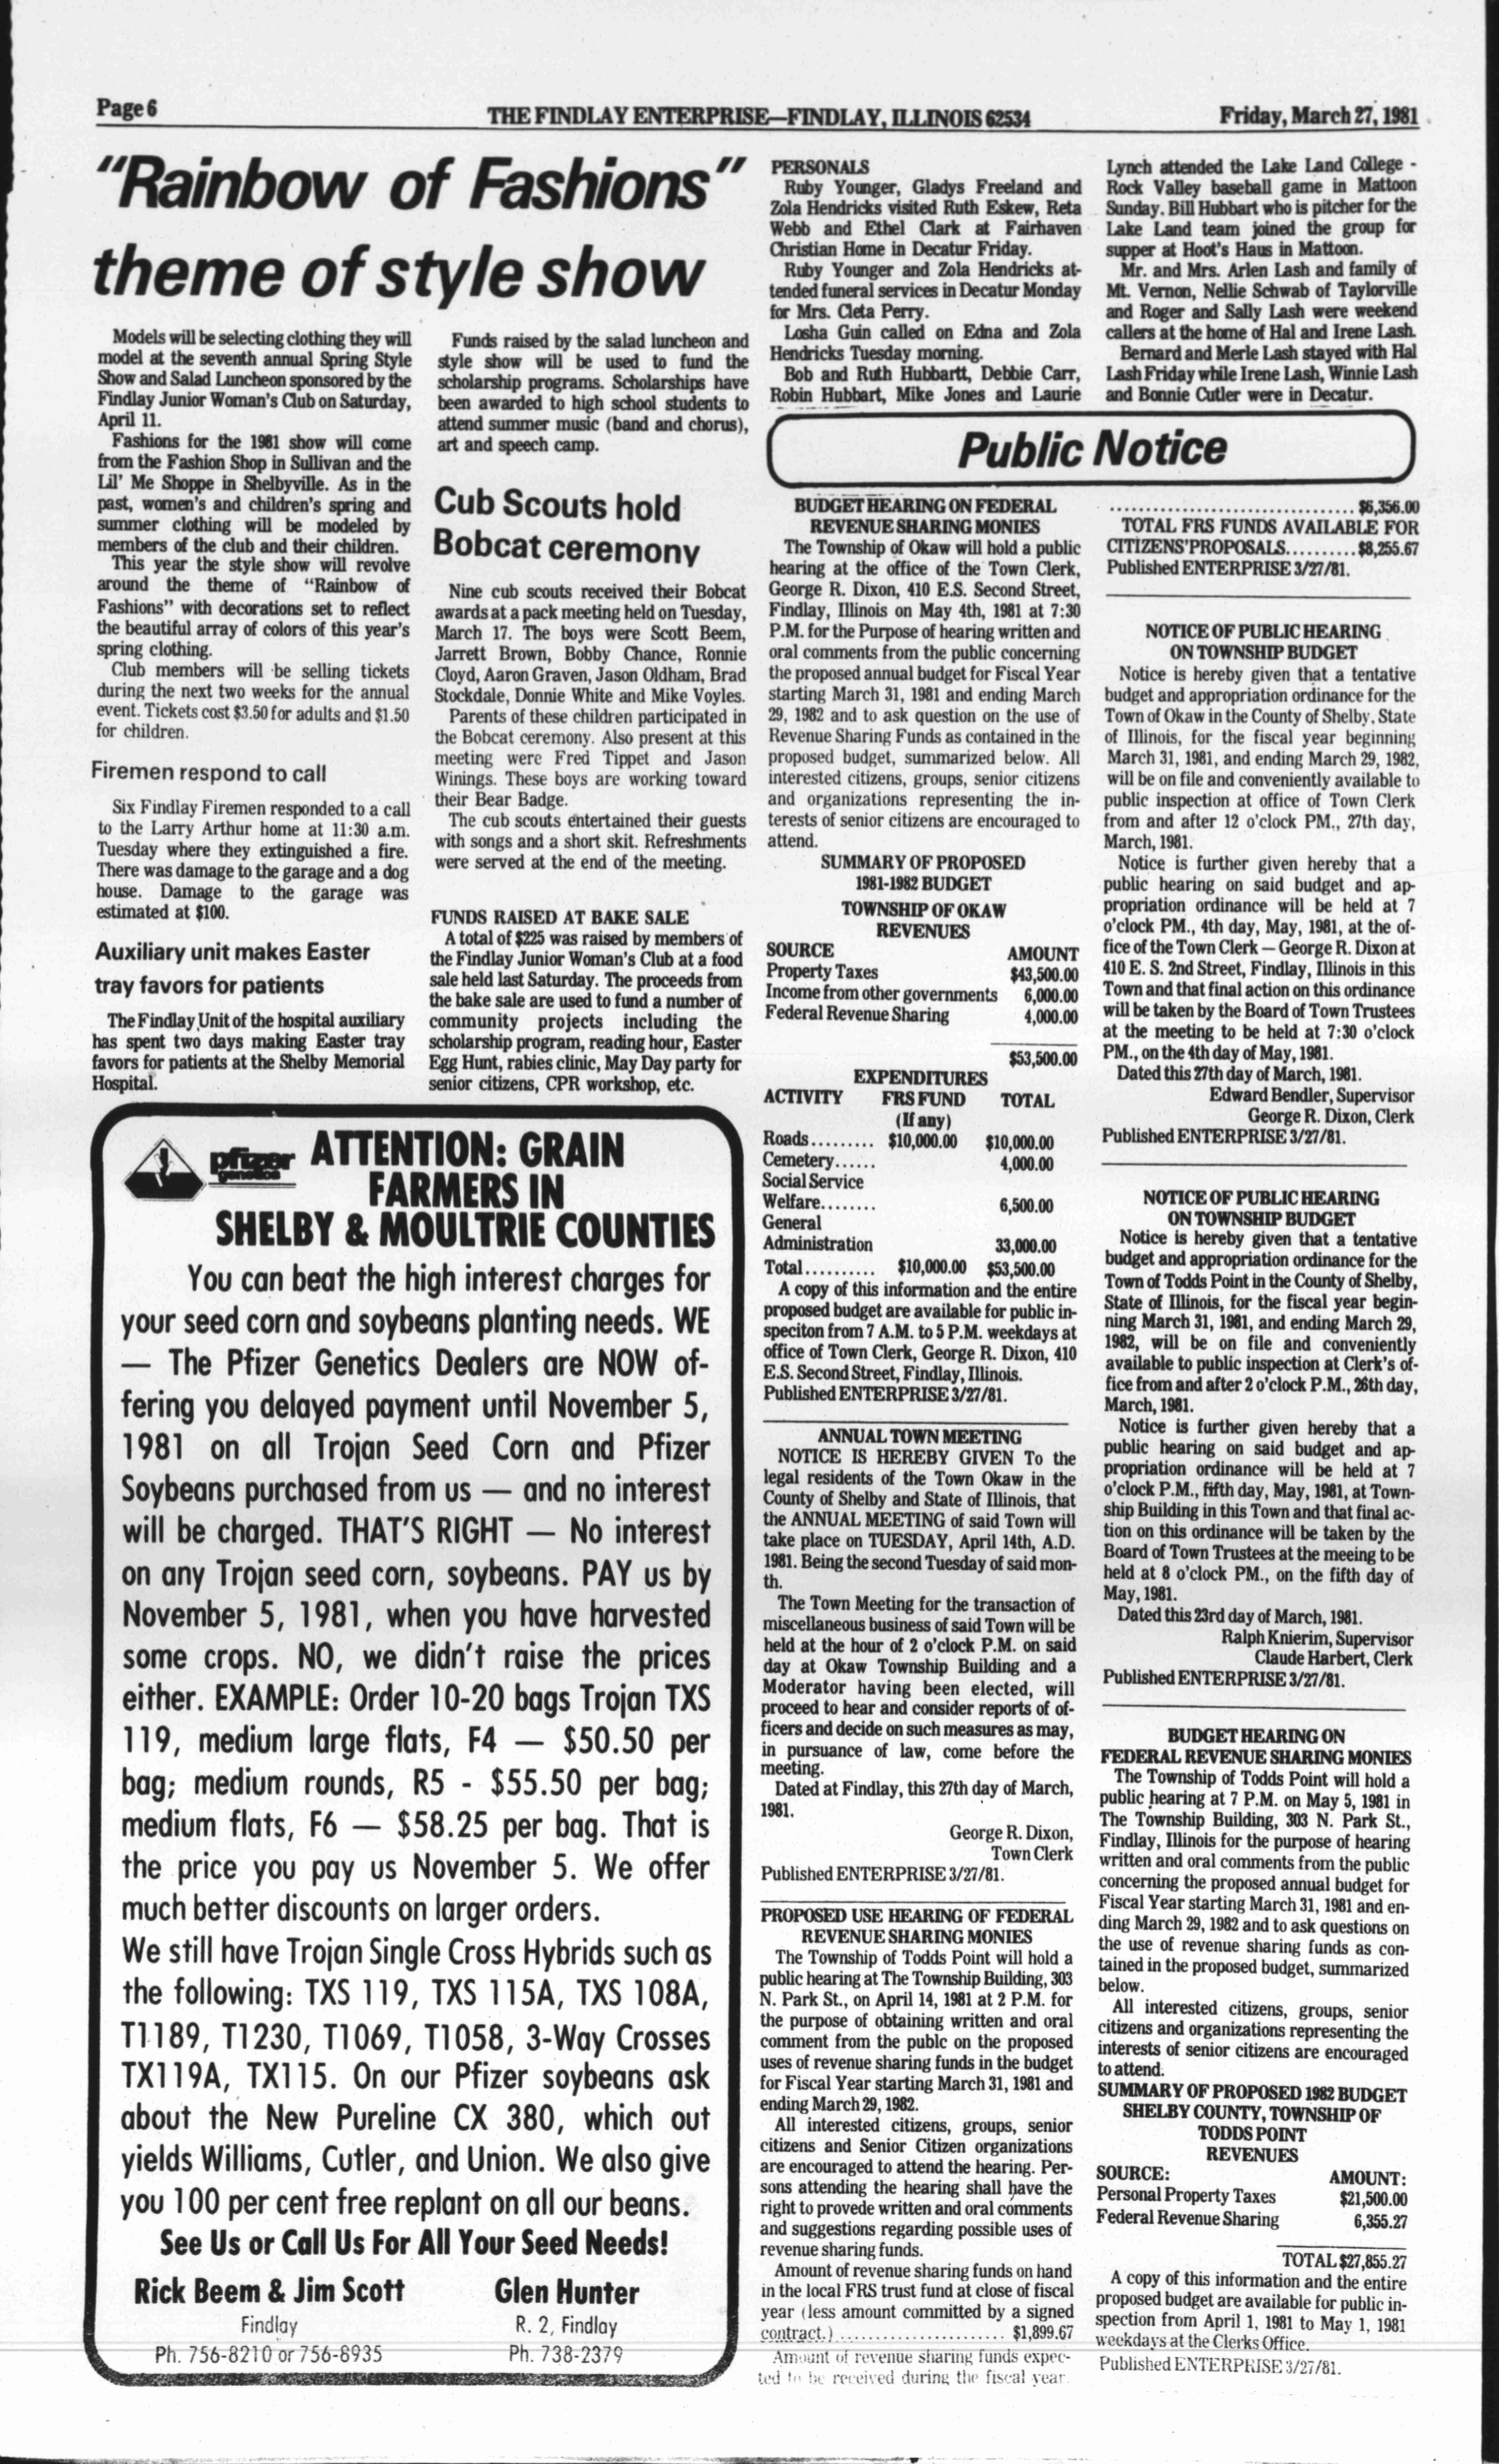 Page 6
THE FINDLAY ENTERPRISE—FINDLAY, ILLINOIS 62534
Friday, March 27, 1981
"Rainbow of Fashions"
theme of style show
Models will be selecting clothing they will
model at the seventh annual Spring Style
Show and Salad Luncheon sponsored by the
Findlay Junior Woman's Club on Saturday,
April 11.
Fashions for the 1981 show will come
from the Fashion Shop in Sullivan and the
Lil' Me Shoppe in Shelbyville. As in the
past, women's and children's spring and
summer clothing will be modeled by
members of the club and their children.
This year the style show will revolve
around the theme of "Rainbow of
Fashions" with decorations set to reflect
the beautiful array of colors of this year's
spring clothing.
Club members will be selling tickets
during the next two weeks for the annual
event. Tickets cost $3.50 for adults and $1.50
for children.
Funds raised by the salad luncheon and
style show will be used to fund the
scholarship programs. Scholarships have
been awarded to high school students to
attend summer music (band and chorus),
art and speech camp.
Firemen respond to call
Six Findlay Firemen responded to a call
to the Larry Arthur home at 11:30 a.m.
Tuesday where they extinguished a fire.
There was damage to the garage and a dog
house. Damage to the garage was
estimated at $100.
Auxiliary unit makes Easter
tray favors for patients
The Findlay Unit of the hospital auxiliary
has spent two days making Easter tray
favors for patients at the Shelby Memorial
Hospital.
Cub Scouts hold
Bobcat ceremony
Nine cub scouts received their Bobcat
awards at a pack meeting held on Tuesday,
March 17. The boys were Scott Beem,
Jarrett Brown, Bobby Chance, Ronnie
Cloyd, Aaron Graven, Jason Oldham, Brad
Stockdale, Donnie White and Mike Voyles.
Parents of these children participated in
the Bobcat ceremony. Also present at this
meeting were Fred Tippet and Jason
Winings. These boys are working toward
their Bear Badge.
The cub scouts entertained their guests
with songs and a short skit. Refreshments
were served at the end of the meeting.
FUNDS RAISED AT BAKE SALE
A total of $225 was raised by members of
the Findlay Junior Woman's Club at a food
sale held last Saturday. The proceeds from
the bake sale are used to fund a number of
community projects including the
scholarship program, reading hour, Easter
Egg Hunt, rabies clinic, May Day party for
senior citizens, CPR workshop, etc.
pfizer
genetics
ATTENTION: GRAIN
FARMERS IN
SHELBY & MOULTRIE COUNTIES
You can beat the high interest charges for
your seed corn and soybeans planting needs. WE
— The Pfizer Genetics Dealers are NOW of-
fering you delayed payment until November 5,
1981 on all Trojan Seed Corn and Pfizer
Soybeans purchased from us — and no interest
will be charged. THAT'S RIGHT — No interest
on any Trojan seed corn, soybeans. PAY us by
November 5, 1981, when you have harvested
some crops. NO, we didn't raise the prices
either. EXAMPLE: Order 10-20 bags Trojan TXS
119, medium large flats, F4 — $50.50 per
bag; medium rounds, R5 - $55.50 per bag;
medium flats, F6 — $58.25 per bag. That is
the price you pay us November 5. We offer
much better discounts on larger orders.
We still have Trojan Single Cross Hybrids such as
the following: TXS 119, TXS 115A, TXS 108A,
T1189, T1230, T1069, T1058, 3-Way Crosses
TX119A, TX115. On our Pfizer soybeans ask
about the New Pureline CX 380, which out
yields Williams, Cutler, and Union. We also give
you 100 per cent free replant on all our beans.
See Us or Call Us For All Your Seed Needs!
Rick Beem & Jim Scott
Findlay
Ph. 756-8210 or 756-8935
Glen Hunter
R. 2, Findlay
Ph. 738-2379
PERSONALS
Ruby Younger, Gladys Freeland and
Zola Hendricks visited Ruth Eskew, Reta
Webb and Ethel Clark at Fairhaven
Christian Home in Decatur Friday.
Ruby Younger and Zola Hendricks at-
tended funeral services in Decatur Monday
for Mrs. Cleta Perry.
Losha Guin called on Edna and Zola
Hendricks Tuesday morning.
Bob and Ruth Hubbartt, Debbie Carr,
Robin Hubbart, Mike Jones and Laurie
Lynch attended the Lake Land College -
Rock Valley baseball game in Mattoon
Sunday. Bill Hubbart who is pitcher for the
Lake Land team joined the group for
supper at Hoot's Haus in Mattoon.
Mr. and Mrs. Arlen Lash and family of
Mt. Vernon, Nellie Schwab of Taylorville
and Roger and Sally Lash were weekend
callers at the home of Hal and Irene Lash.
Bernard and Merle Lash stayed with Hal
Lash Friday while Irene Lash, Winnie Lash
and Bonnie Cutler were in Decatur.
Public Notice
BUDGET HEARING ON FEDERAL
REVENUE SHARING MONIES
The Township of Okaw will hold a public
hearing at the office of the Town Clerk,
George R. Dixon, 410 E.S. Second Street,
Findlay, Illinois on May 4th, 1981 at 7:30
P.M. for the Purpose of hearing written and
oral comments from the public concerning
the proposed annual budget for Fiscal Year
starting March 31, 1981 and ending March
29, 1982 and to ask question on the use of
Revenue Sharing Funds as contained in the
proposed budget, summarized below. All
interested citizens, groups, senior citizens
and organizations representing the in-
terests of senior citizens are encouraged to
attend.
SUMMARY OF PROPOSED
1981-1982 BUDGET
TOWNSHIP OF OKAW
REVENUES
SOURCE AMOUNT
Property Taxes $43,500.00
Income from other governments 6,000.00
Federal Revenue Sharing 4,000.00
$53,500.00
EXPENDITURES
ACTIVITY FRS FUND TOTAL
(If any)
Roads......... $10,000.00 $10,000.00
Cemetery...... 4,000.00
Social Service
Welfare........ 6,500.00
General
Administration 33,000.00
Total.......... $10,000.00 $53,500.00
A copy of this information and the entire
proposed budget are available for public in-
speciton from 7 A.M. to 5 P.M. weekdays at
office of Town Clerk, George R. Dixon, 410
E.S. Second Street, Findlay, Illinois.
Published ENTERPRISE 3/27/81.
ANNUAL TOWN MEETING
NOTICE IS HEREBY GIVEN To the
legal residents of the Town Okaw in the
County of Shelby and State of Illinois, that
the ANNUAL MEETING of said Town will
take place on TUESDAY, April 14th, A.D.
1981. Being the second Tuesday of said mon-
th.
The Town Meeting for the transaction of
miscellaneous business of said Town will be
held at the hour of 2 o'clock P.M. on said
day at Okaw Township Building and a
Moderator having been elected, will
proceed to hear and consider reports of of-
ficers and decide on such measures as may,
in pursuance of law, come before the
meeting.
Dated at Findlay, this 27th day of March,
1981.
George R. Dixon,
Town Clerk
Published ENTERPRISE 3/27/81.
PROPOSED USE HEARING OF FEDERAL
REVENUE SHARING MONIES
The Township of Todds Point will hold a
public hearing at The Township Building, 303
N. Park St., on April 14, 1981 at 2 P.M. for
the purpose of obtaining written and oral
comment from the publc on the proposed
uses of revenue sharing funds in the budget
for Fiscal Year starting March 31, 1981 and
ending March 29, 1982.
All interested citizens, groups, senior
citizens and Senior Citizen organizations
are encouraged to attend the hearing. Per-
sons attending the hearing shall have the
right to provede written and oral comments
and suggestions regarding possible uses of
revenue sharing funds.
Amount of revenue sharing funds on hand
in the local FRS trust fund at close of fiscal
year (less amount committed by a signed
contract.) ........................ $1,899.67
Amount of revenue sharing funds expec-
ted to be received during the fiscal year.
................................ $6,356.00
TOTAL FRS FUNDS AVAILABLE FOR
CITIZENS'PROPOSALS.......... $8,255.67
Published ENTERPRISE 3/27/81.
NOTICE OF PUBLIC HEARING
ON TOWNSHIP BUDGET
Notice is hereby given that a tentative
budget and appropriation ordinance for the
Town of Okaw in the County of Shelby, State
of Illinois, for the fiscal year beginning
March 31, 1981, and ending March 29, 1982,
will be on file and conveniently available to
public inspection at office of Town Clerk
from and after 12 o'clock PM., 27th day,
March, 1981.
Notice is further given hereby that a
public hearing on said budget and ap-
propriation ordinance will be held at 7
o'clock PM., 4th day, May, 1981, at the of-
fice of the Town Clerk — George R. Dixon at
410 E. S. 2nd Street, Findlay, Illinois in this
Town and that final action on this ordinance
will be taken by the Board of Town Trustees
at the meeting to be held at 7:30 o'clock
PM., on the 4th day of May, 1981.
Dated this 27th day of March, 1981.
Edward Bendler, Supervisor
George R. Dixon, Clerk
Published ENTERPRISE 3/27/81.
NOTICE OF PUBLIC HEARING
ON TOWNSHIP BUDGET
Notice is hereby given that a tentative
budget and appropriation ordinance for the
Town of Todds Point in the County of Shelby,
State of Illinois, for the fiscal year begin-
ning March 31, 1981, and ending March 29,
1982, will be on file and conveniently
available to public inspection at Clerk's of-
fice from and after 2 o'clock P.M., 26th day,
March, 1981.
Notice is further given hereby that a
public hearing on said budget and ap-
propriation ordinance will be held at 7
o'clock P.M., fifth day, May, 1981, at Town-
ship Building in this Town and that final ac-
tion on this ordinance will be taken by the
Board of Town Trustees at the meeing to be
held at 8 o'clock PM., on the fifth day of
May, 1981.
Dated this 23rd day of March, 1981.
Ralph Knierim, Supervisor
Claude Harbert, Clerk
Published ENTERPRISE 3/27/81.
BUDGET HEARING ON
FEDERAL REVENUE SHARING MONIES
The Township of Todds Point will hold a
public hearing at 7 P.M. on May 5, 1981 in
The Township Building, 303 N. Park St.,
Findlay, Illinois for the purpose of hearing
written and oral comments from the public
concerning the proposed annual budget for
Fiscal Year starting March 31, 1981 and en-
ding March 29, 1982 and to ask questions on
the use of revenue sharing funds as con-
tained in the proposed budget, summarized
below.
All interested citizens, groups, senior
citizens and organizations representing the
interests of senior citizens are encouraged
to attend.
SUMMARY OF PROPOSED 1982 BUDGET
SHELBY COUNTY, TOWNSHIP OF
TODDS POINT
REVENUES
SOURCE: AMOUNT:
Personal Property Taxes $21,500.00
Federal Revenue Sharing 6,355.27
TOTAL $27,855.27
A copy of this information and the entire
proposed budget are available for public in-
spection from April 1, 1981 to May 1, 1981
weekdays at the Clerks Office.
Published ENTERPRISE 3/27/81.